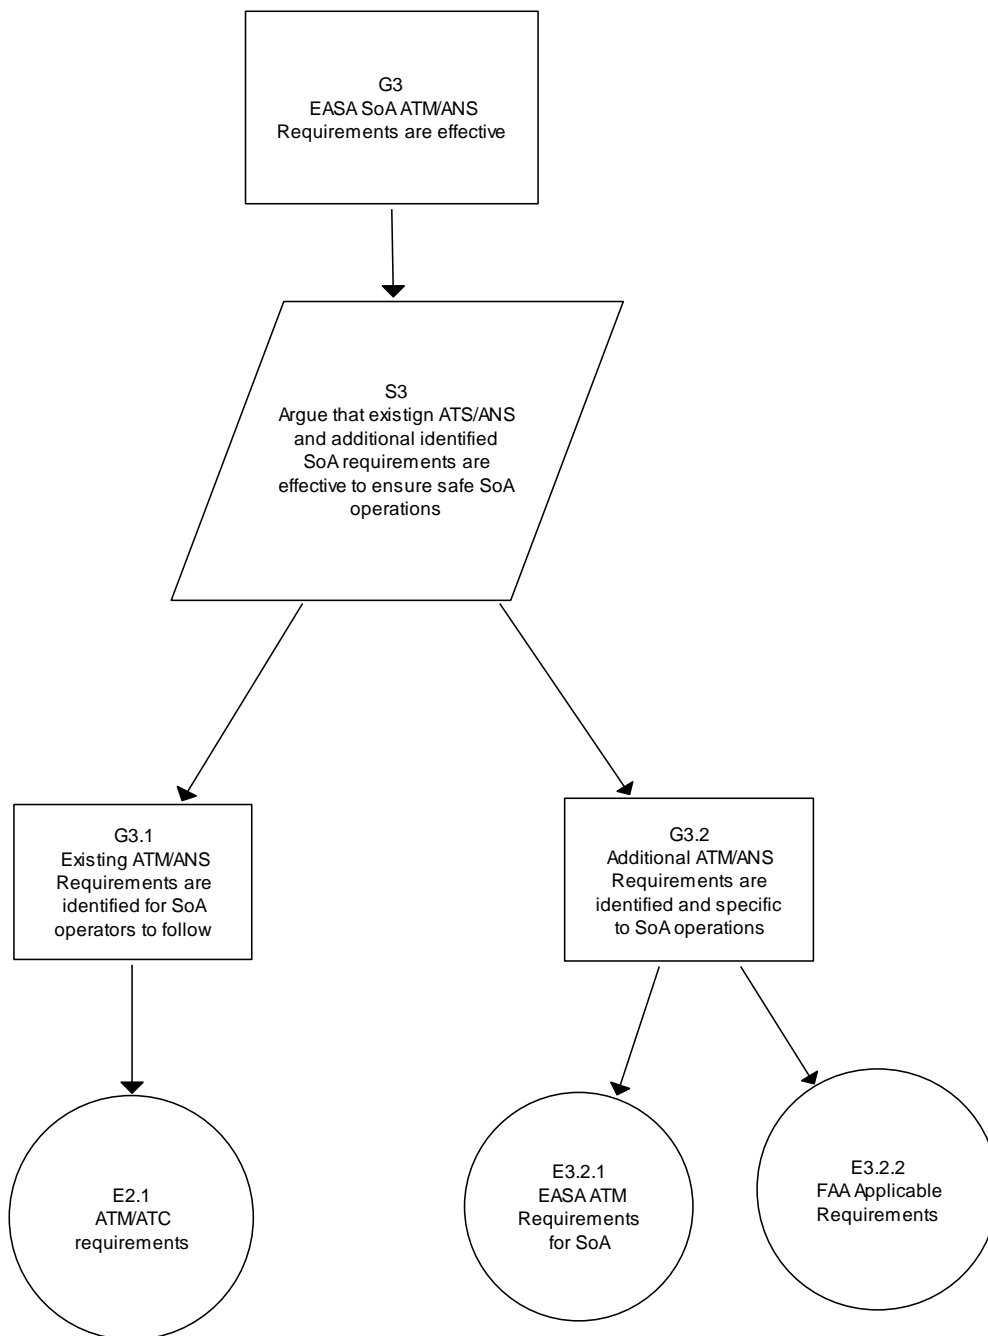 G3
EASA SoA ATM/ANS
Requirements are effective
S3
Argue that existign ATS/ANS
and additional identified
SoA requirements are
effective to ensure safe SoA
operations
G3.1
Existing ATM/ANS
Requirements are
identified for SoA
operators to follow
G3.2
Additional ATM/ANS
Requirements are
identified and specific
to SoA operations
E2.1
ATM/ATC
requirements
E3.2.1
EASA ATM
Requirements
for SoA
E3.2.2
FAA Applicable
Requirements